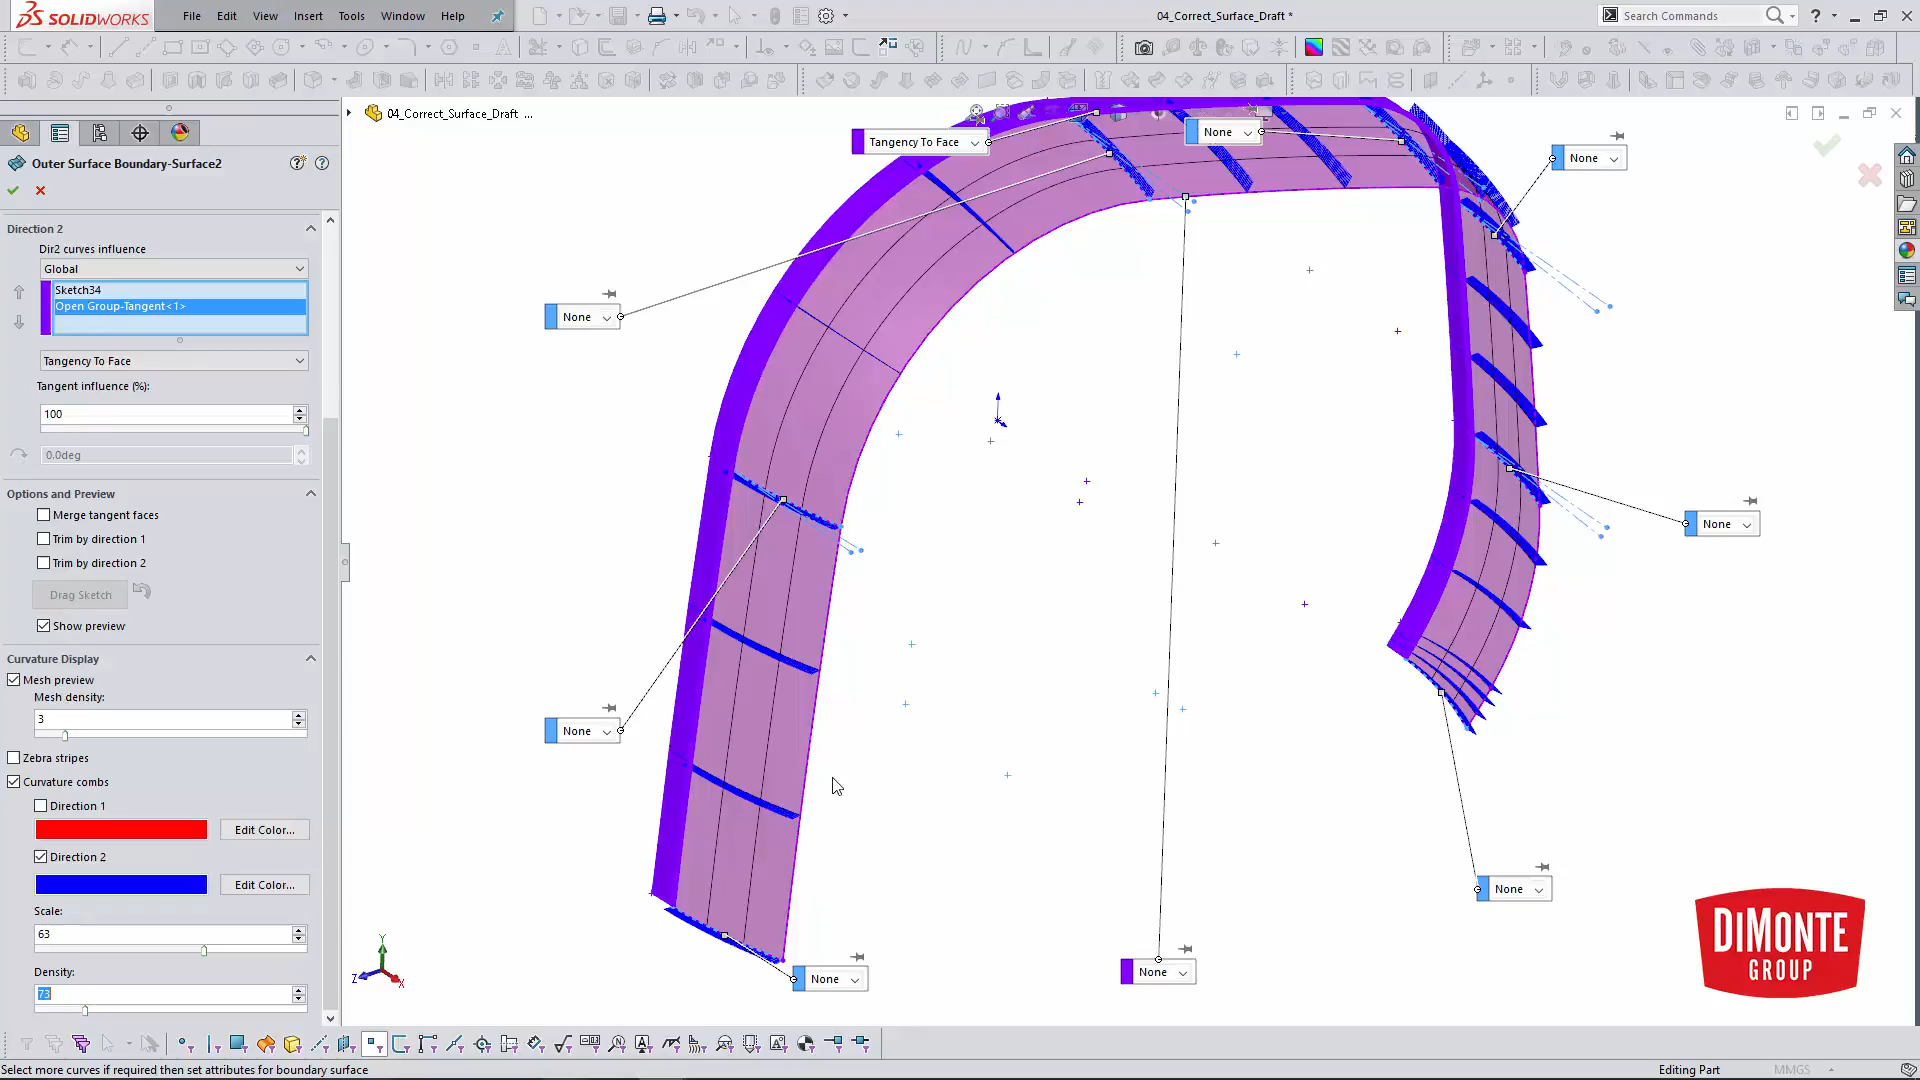 SOLIDWORKS
File Edit View Insert Tools Window Help
04_Correct_Surface_Draft *
Search Commands
04_Correct_Surface_Draft ...
Outer Surface Boundary-Surface2
Direction 2
Dir2 curves influence
Global
Sketch34
Open Group-Tangent<1>
Tangency To Face
Tangent influence (%):
100
0.0deg
Options and Preview
Merge tangent faces
Trim by direction 1
Trim by direction 2
Drag Sketch
Show preview
Curvature Display
Mesh preview
Mesh density:
3
Zebra stripes
Curvature combs
Direction 1
Edit Color...
Direction 2
Edit Color...
Scale:
63
Density:
73
Tangency To Face
None
None
None
None
None
None
None
None
Y
Z
X
DIMONTE
GROUP
Select more curves if required then set attributes for boundary surface
Editing Part
MMGS